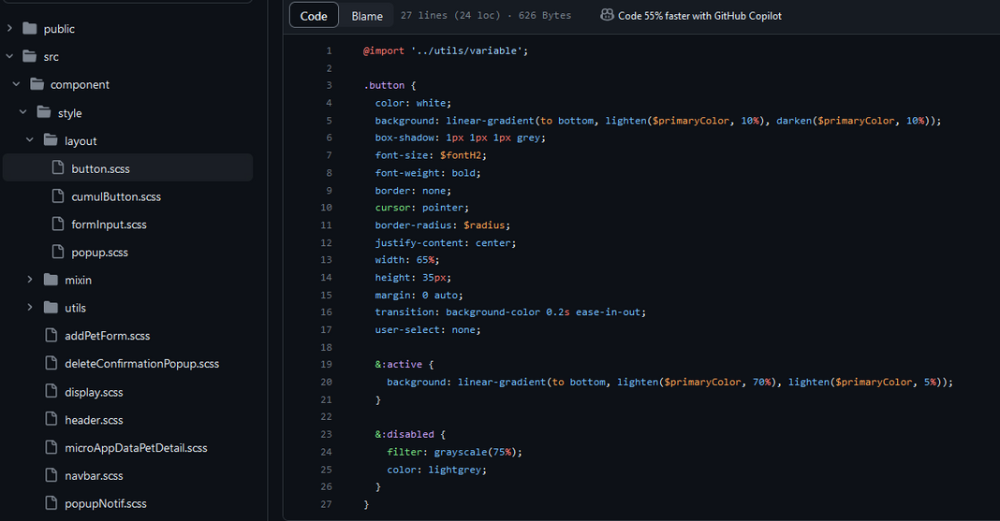 public
src
component
style
layout
button.scss
cumulButton.scss
formInput.scss
popup.scss
mixin
utils
addPetForm.scss
deleteConfirmationPopup.scss
display.scss
header.scss
microAppDataPetDetail.scss
navbar.scss
popupNotif.scss
Code Blame 27 lines (24 loc) · 626 Bytes Code 55% faster with GitHub Copilot
1 @import '../utils/variable';
2
3 .button {
4 color: white;
5 background: linear-gradient(to bottom, lighten($primaryColor, 10%), darken($primaryColor, 10%));
6 box-shadow: 1px 1px 1px grey;
7 font-size: $fontH2;
8 font-weight: bold;
9 border: none;
10 cursor: pointer;
11 border-radius: $radius;
12 justify-content: center;
13 width: 65%;
14 height: 35px;
15 margin: 0 auto;
16 transition: background-color 0.2s ease-in-out;
17 user-select: none;
18
19 &:active {
20 background: linear-gradient(to bottom, lighten($primaryColor, 70%), lighten($primaryColor, 5%));
21 }
22
23 &:disabled {
24 filter: grayscale(75%);
25 color: lightgrey;
26 }
27 }